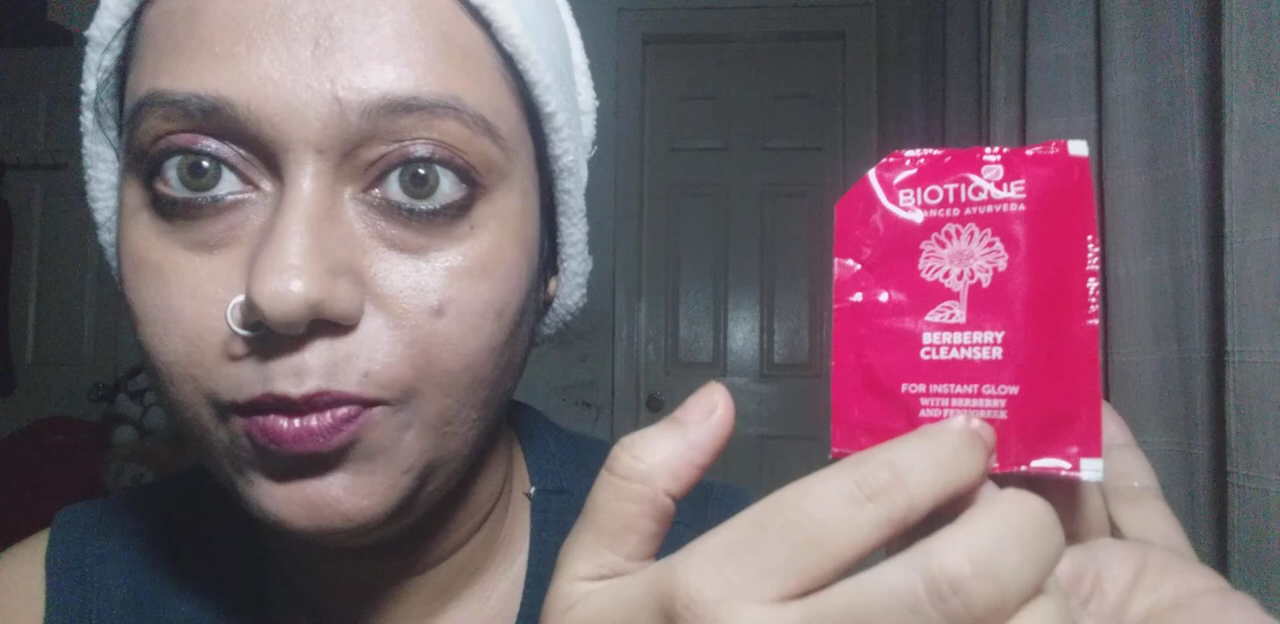 BIOTIQUE
ANCED AYURVEDA
BERBERRY
CLEANSER
FOR INSTANT GLOW
WITH BERBERRY
AND FENUGREEK